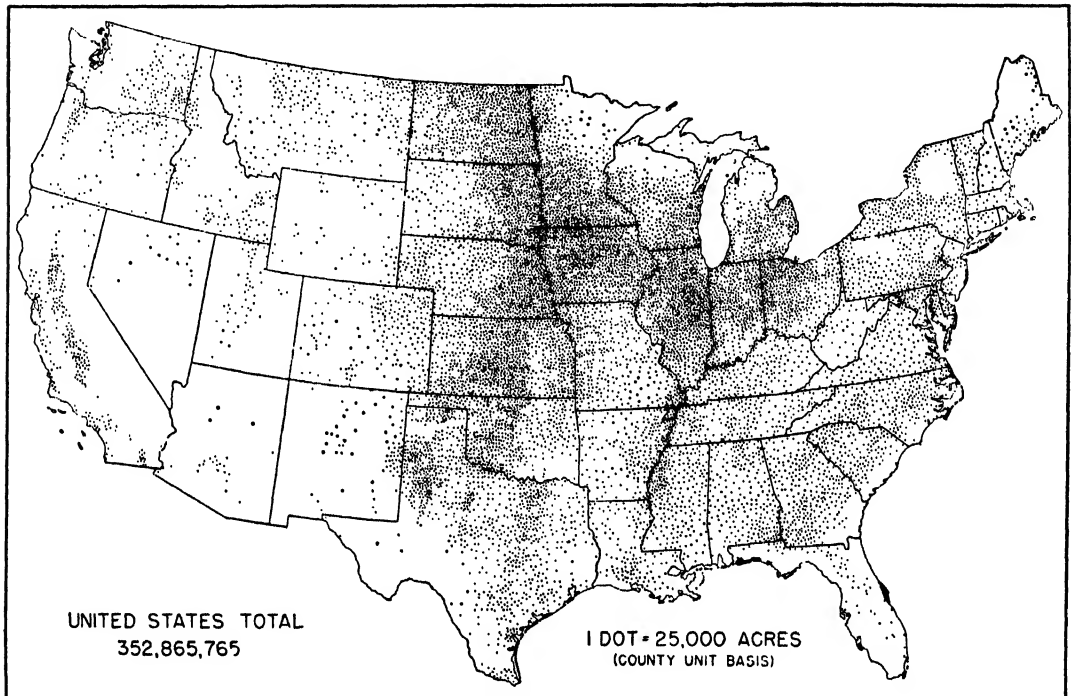 UNITED STATES TOTAL
352,865,765
1 DOT = 25,000 ACRES
(COUNTY UNIT BASIS)